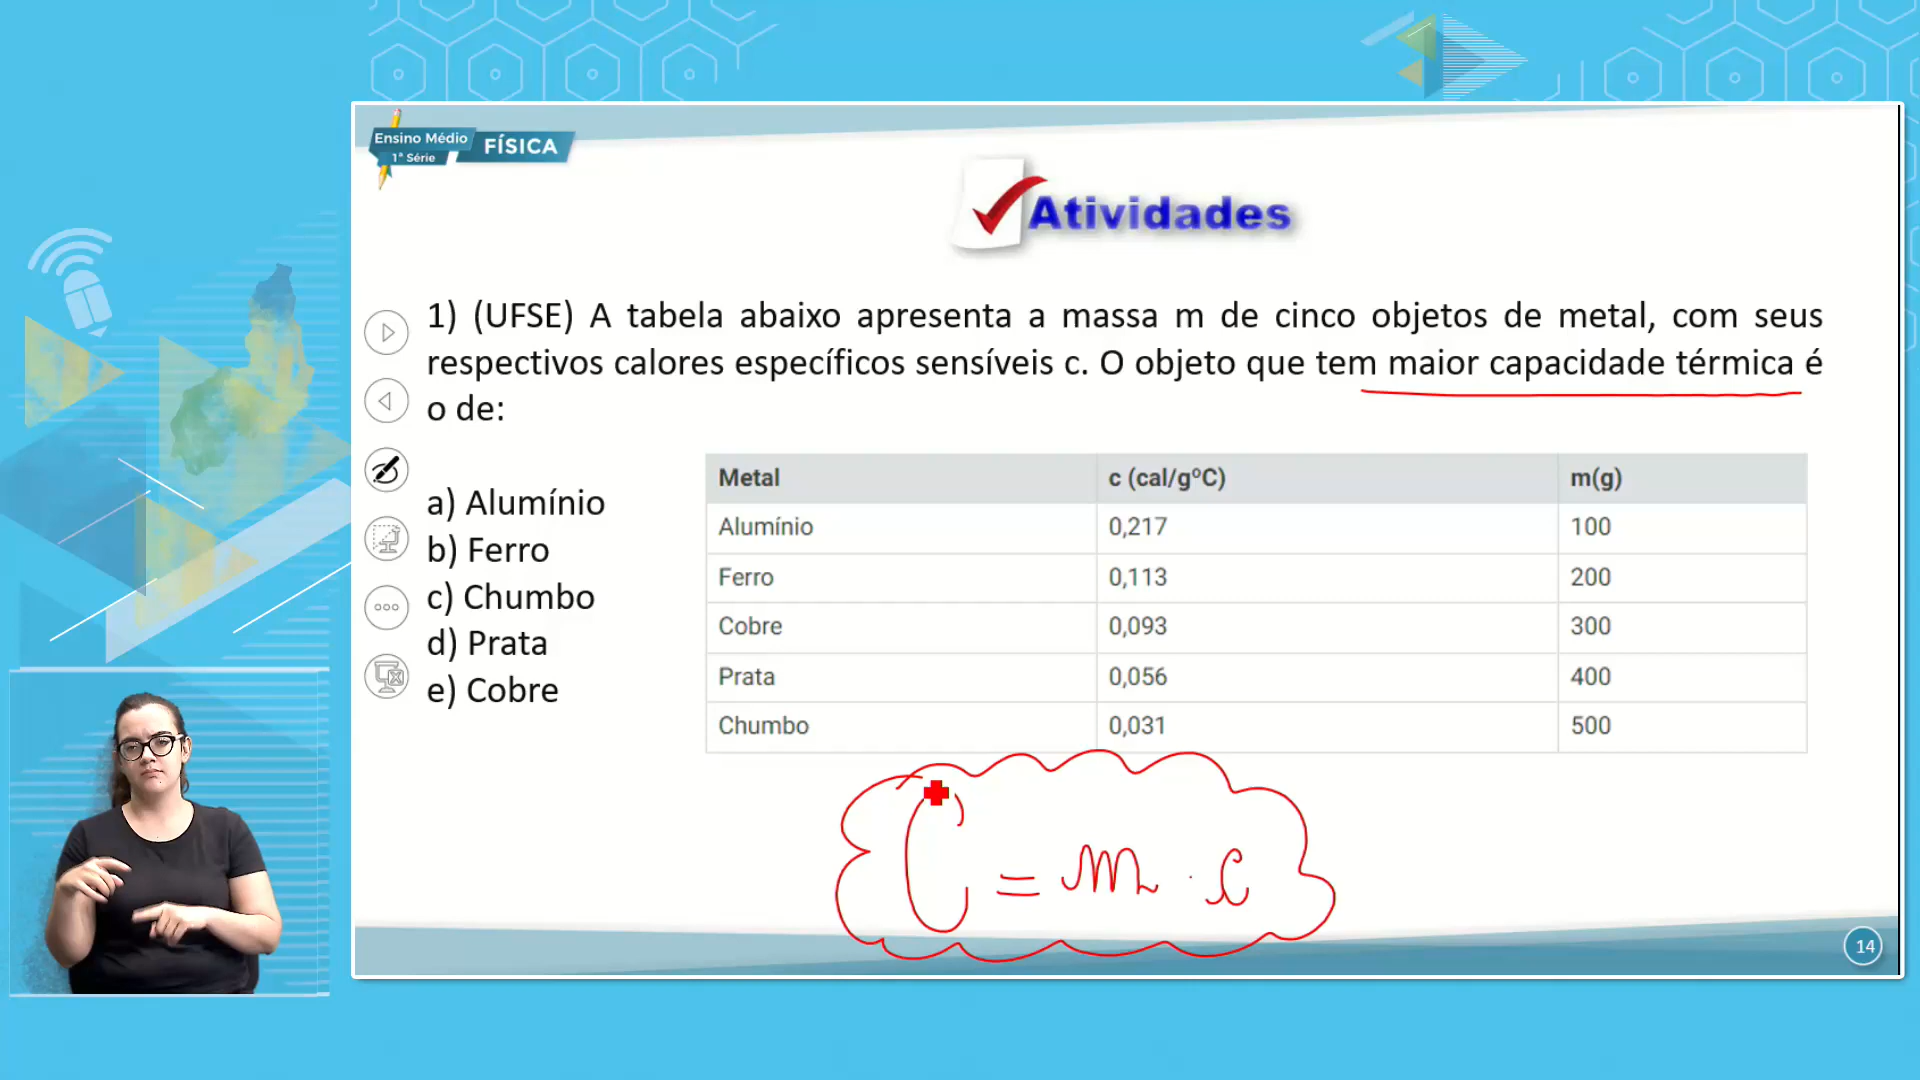 Ensino Médio
1ª Série
FÍSICA
Atividades
1) (UFSE) A tabela abaixo apresenta a massa m de cinco objetos de metal, com seus
respectivos calores específicos sensíveis c. O objeto que tem maior capacidade térmica é
o de:
a) Alumínio
b) Ferro
c) Chumbo
d) Prata
e) Cobre
Metal c (cal/gºC) m(g)
Alumínio 0,217 100
Ferro 0,113 200
Cobre 0,093 300
Prata 0,056 400
Chumbo 0,031 500
C = m . c
14